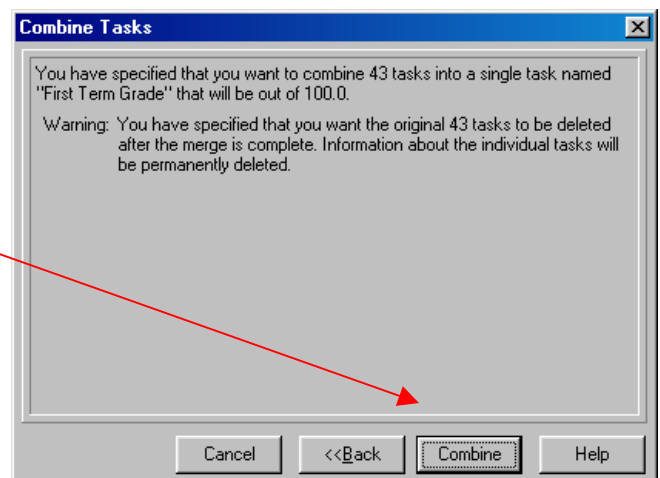 Combine Tasks
You have specified that you want to combine 43 tasks into a single task named
"First Term Grade" that will be out of 100.0.
Warning: You have specified that you want the original 43 tasks to be deleted
after the merge is complete. Information about the individual tasks will
be permanently deleted.
Cancel
<<Back
Combine
Help